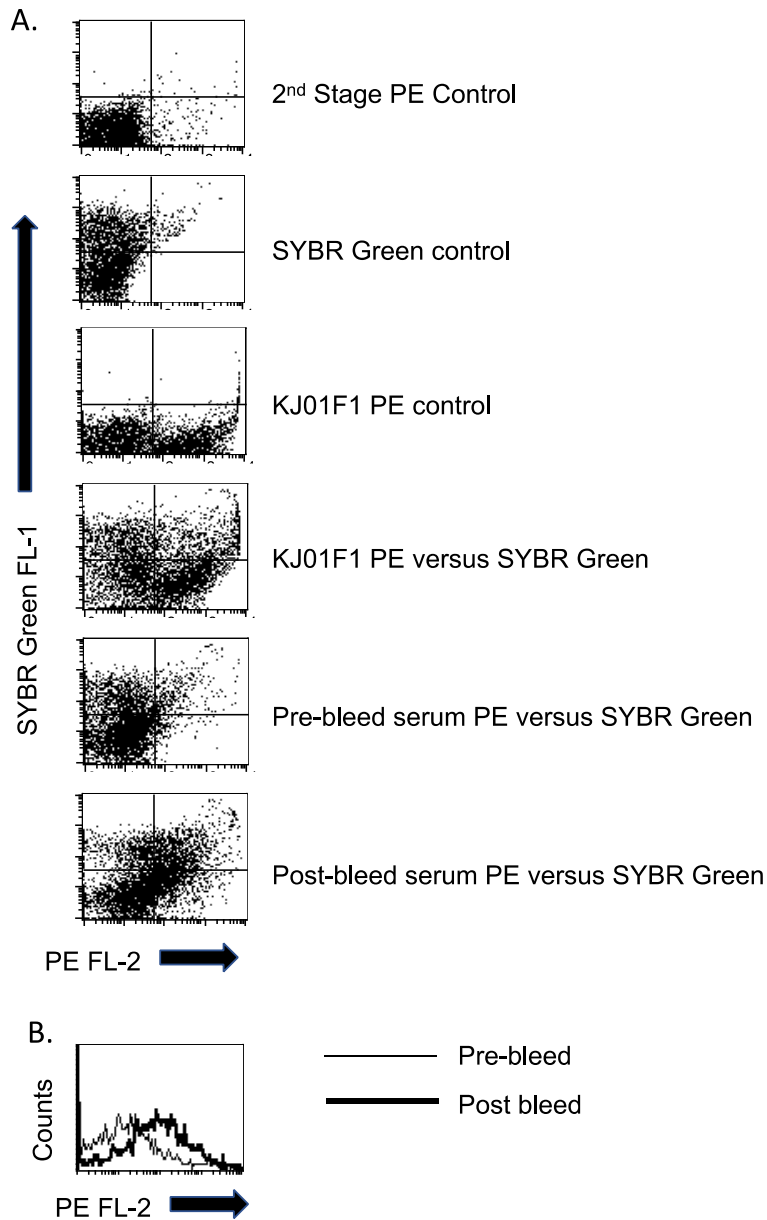 A.
2nd Stage PE Control
SYBR Green control
KJ01F1 PE control
KJ01F1 PE versus SYBR Green
Pre-bleed serum PE versus SYBR Green
Post-bleed serum PE versus SYBR Green
SYBR Green FL-1
PE FL-2
B.
Counts
Pre-bleed
Post bleed
PE FL-2